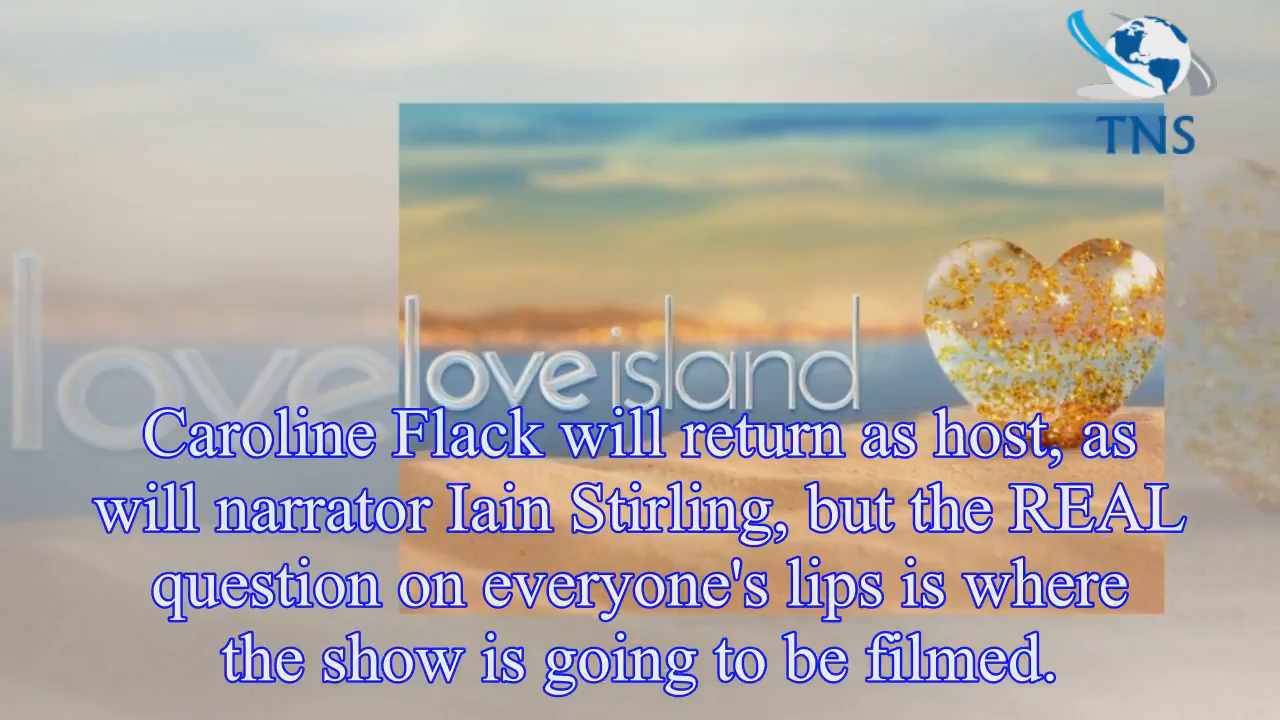 TNS
love island
love
Caroline Flack will return as host, as
will narrator Iain Stirling, but the REAL
question on everyone's lips is where
the show is going to be filmed.